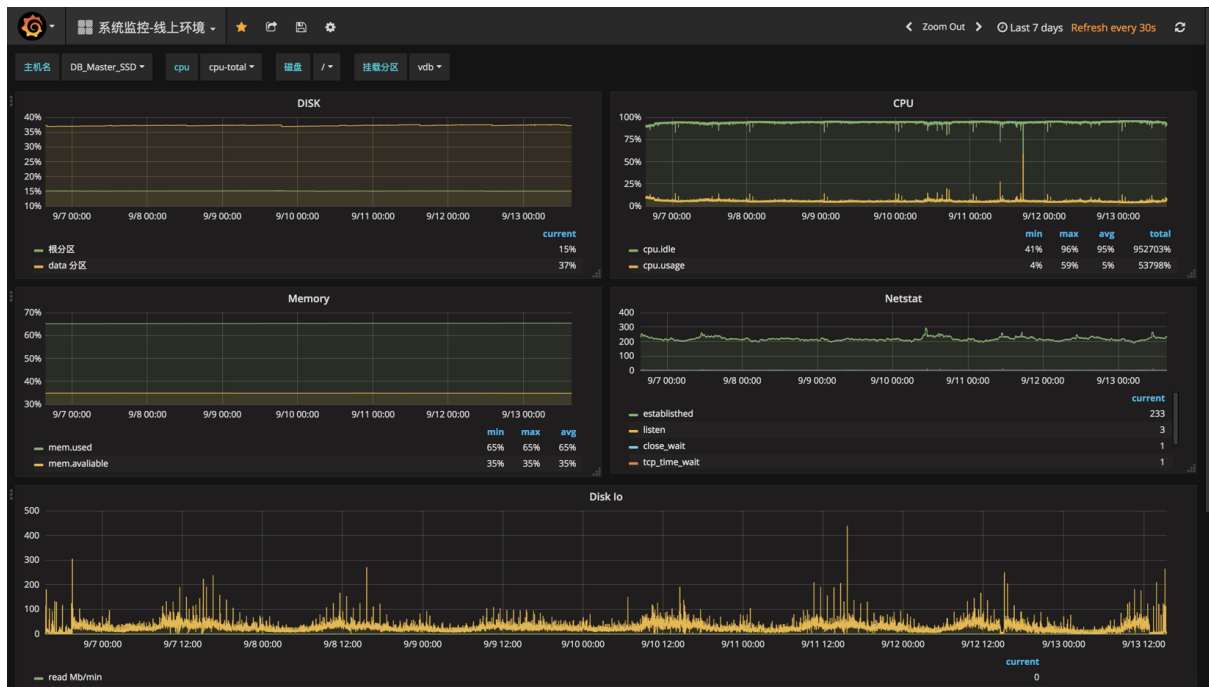 系统监控-线上环境 Zoom Out Last 7 days Refresh every 30s
主机名 DB_Master_SSD cpu cpu-total 磁盘 / 挂载分区 vdb
DISK
40%
35%
30%
25%
20%
15%
10%
9/7 00:00 9/8 00:00 9/9 00:00 9/10 00:00 9/11 00:00 9/12 00:00 9/13 00:00
current
根分区 15%
data 分区 37%
CPU
100%
75%
50%
25%
0%
9/7 00:00 9/8 00:00 9/9 00:00 9/10 00:00 9/11 00:00 9/12 00:00 9/13 00:00
min max avg total
cpu.idle 41% 96% 95% 952703%
cpu.usage 4% 59% 5% 53798%
Memory
70%
60%
50%
40%
30%
9/7 00:00 9/8 00:00 9/9 00:00 9/10 00:00 9/11 00:00 9/12 00:00 9/13 00:00
min max avg
mem.used 65% 65% 65%
mem.avaliable 35% 35% 35%
Netstat
400
300
200
100
0
9/7 00:00 9/8 00:00 9/9 00:00 9/10 00:00 9/11 00:00 9/12 00:00 9/13 00:00
current
establisthed 233
listen 3
close_wait 1
tcp_time_wait 1
Disk Io
500
400
300
200
100
0
9/7 00:00 9/7 12:00 9/8 00:00 9/8 12:00 9/9 00:00 9/9 12:00 9/10 00:00 9/10 12:00 9/11 00:00 9/11 12:00 9/12 00:00 9/12 12:00 9/13 00:00 9/13 12:00
current
read Mb/min 0